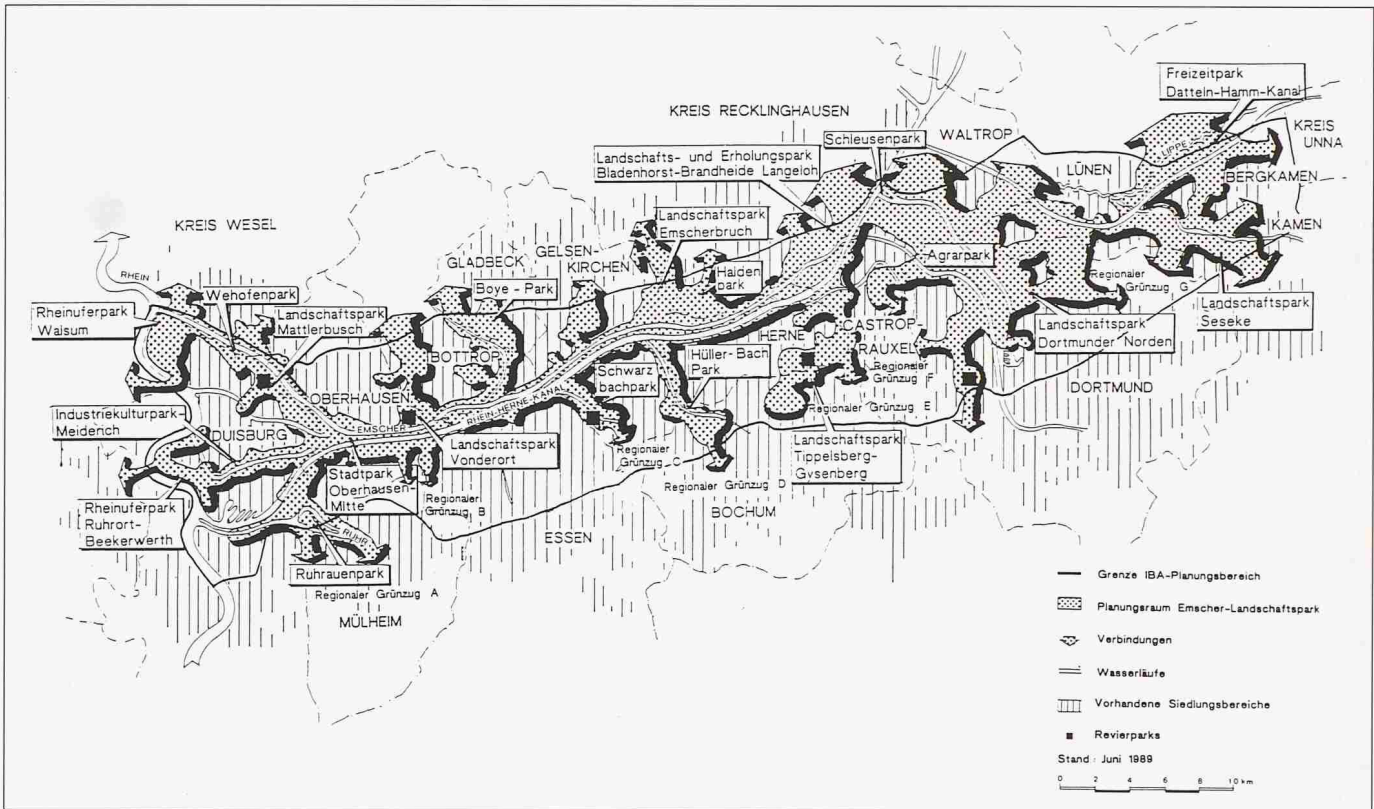 Freizeitpark
Datteln-Hamm-Kanal
KREIS RECKLINGHAUSEN
WALTROP
KREIS
UNNA
Schleusenpark
LIPPE
LÜNEN
Landschafts- und Erholungspark
Bladenhorst-Brandheide Langeloh
BERGKAMEN
KREIS WESEL
Landschaftspark
Emscherbruch
KAMEN
GELSEN-
KIRCHEN
GLADBECK
Agrarpark
RHEIN
Halden
park
Regionaler
Grünzug G
Boye - Park
Wehofenpark
Rheinuferpark
Walsum
Landschaftspark
Mattlerbusch
Landschaftspark
Seseke
CASTROP-
RAUXEL
HERNE
Landschaftspark
Dortmunder Norden
BOTTROP
Hüller-Bach
Park
Schwarz
bachpark
Regionaler
Grünzug F
DORTMUND
RHEIN-HERNE-KANAL
OBERHAUSEN
Regionaler Grünzug E
Industriekulturpark-
Meiderich
EMSCHER
DUISBURG
Landschaftspark
Vonderort
Landschaftspark
Tippelsberg-
Gysenberg
Regionaler
Grünzug C
Stadtpark
Oberhausen-
Mitte
Regionaler Grünzug D
Regionaler
Grünzug B
Rheinuferpark
Ruhrort-
Beekerwerth
BOCHUM
RUHR
ESSEN
Ruhrauenpark
Regionaler Grünzug A
MÜLHEIM
Grenze IBA-Planungsbereich
Planungsraum Emscher-Landschaftspark
Verbindungen
Wasserläufe
Vorhandene Siedlungsbereiche
Revierparks
Stand: Juni 1989
0 2 4 6 8 10 km